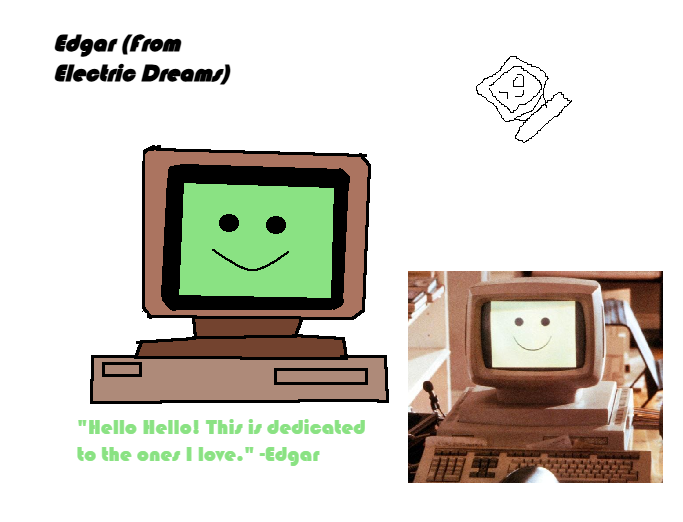 Edgar (From
Electric Dreams)
"Hello Hello! This is dedicated
to the ones I love." -Edgar